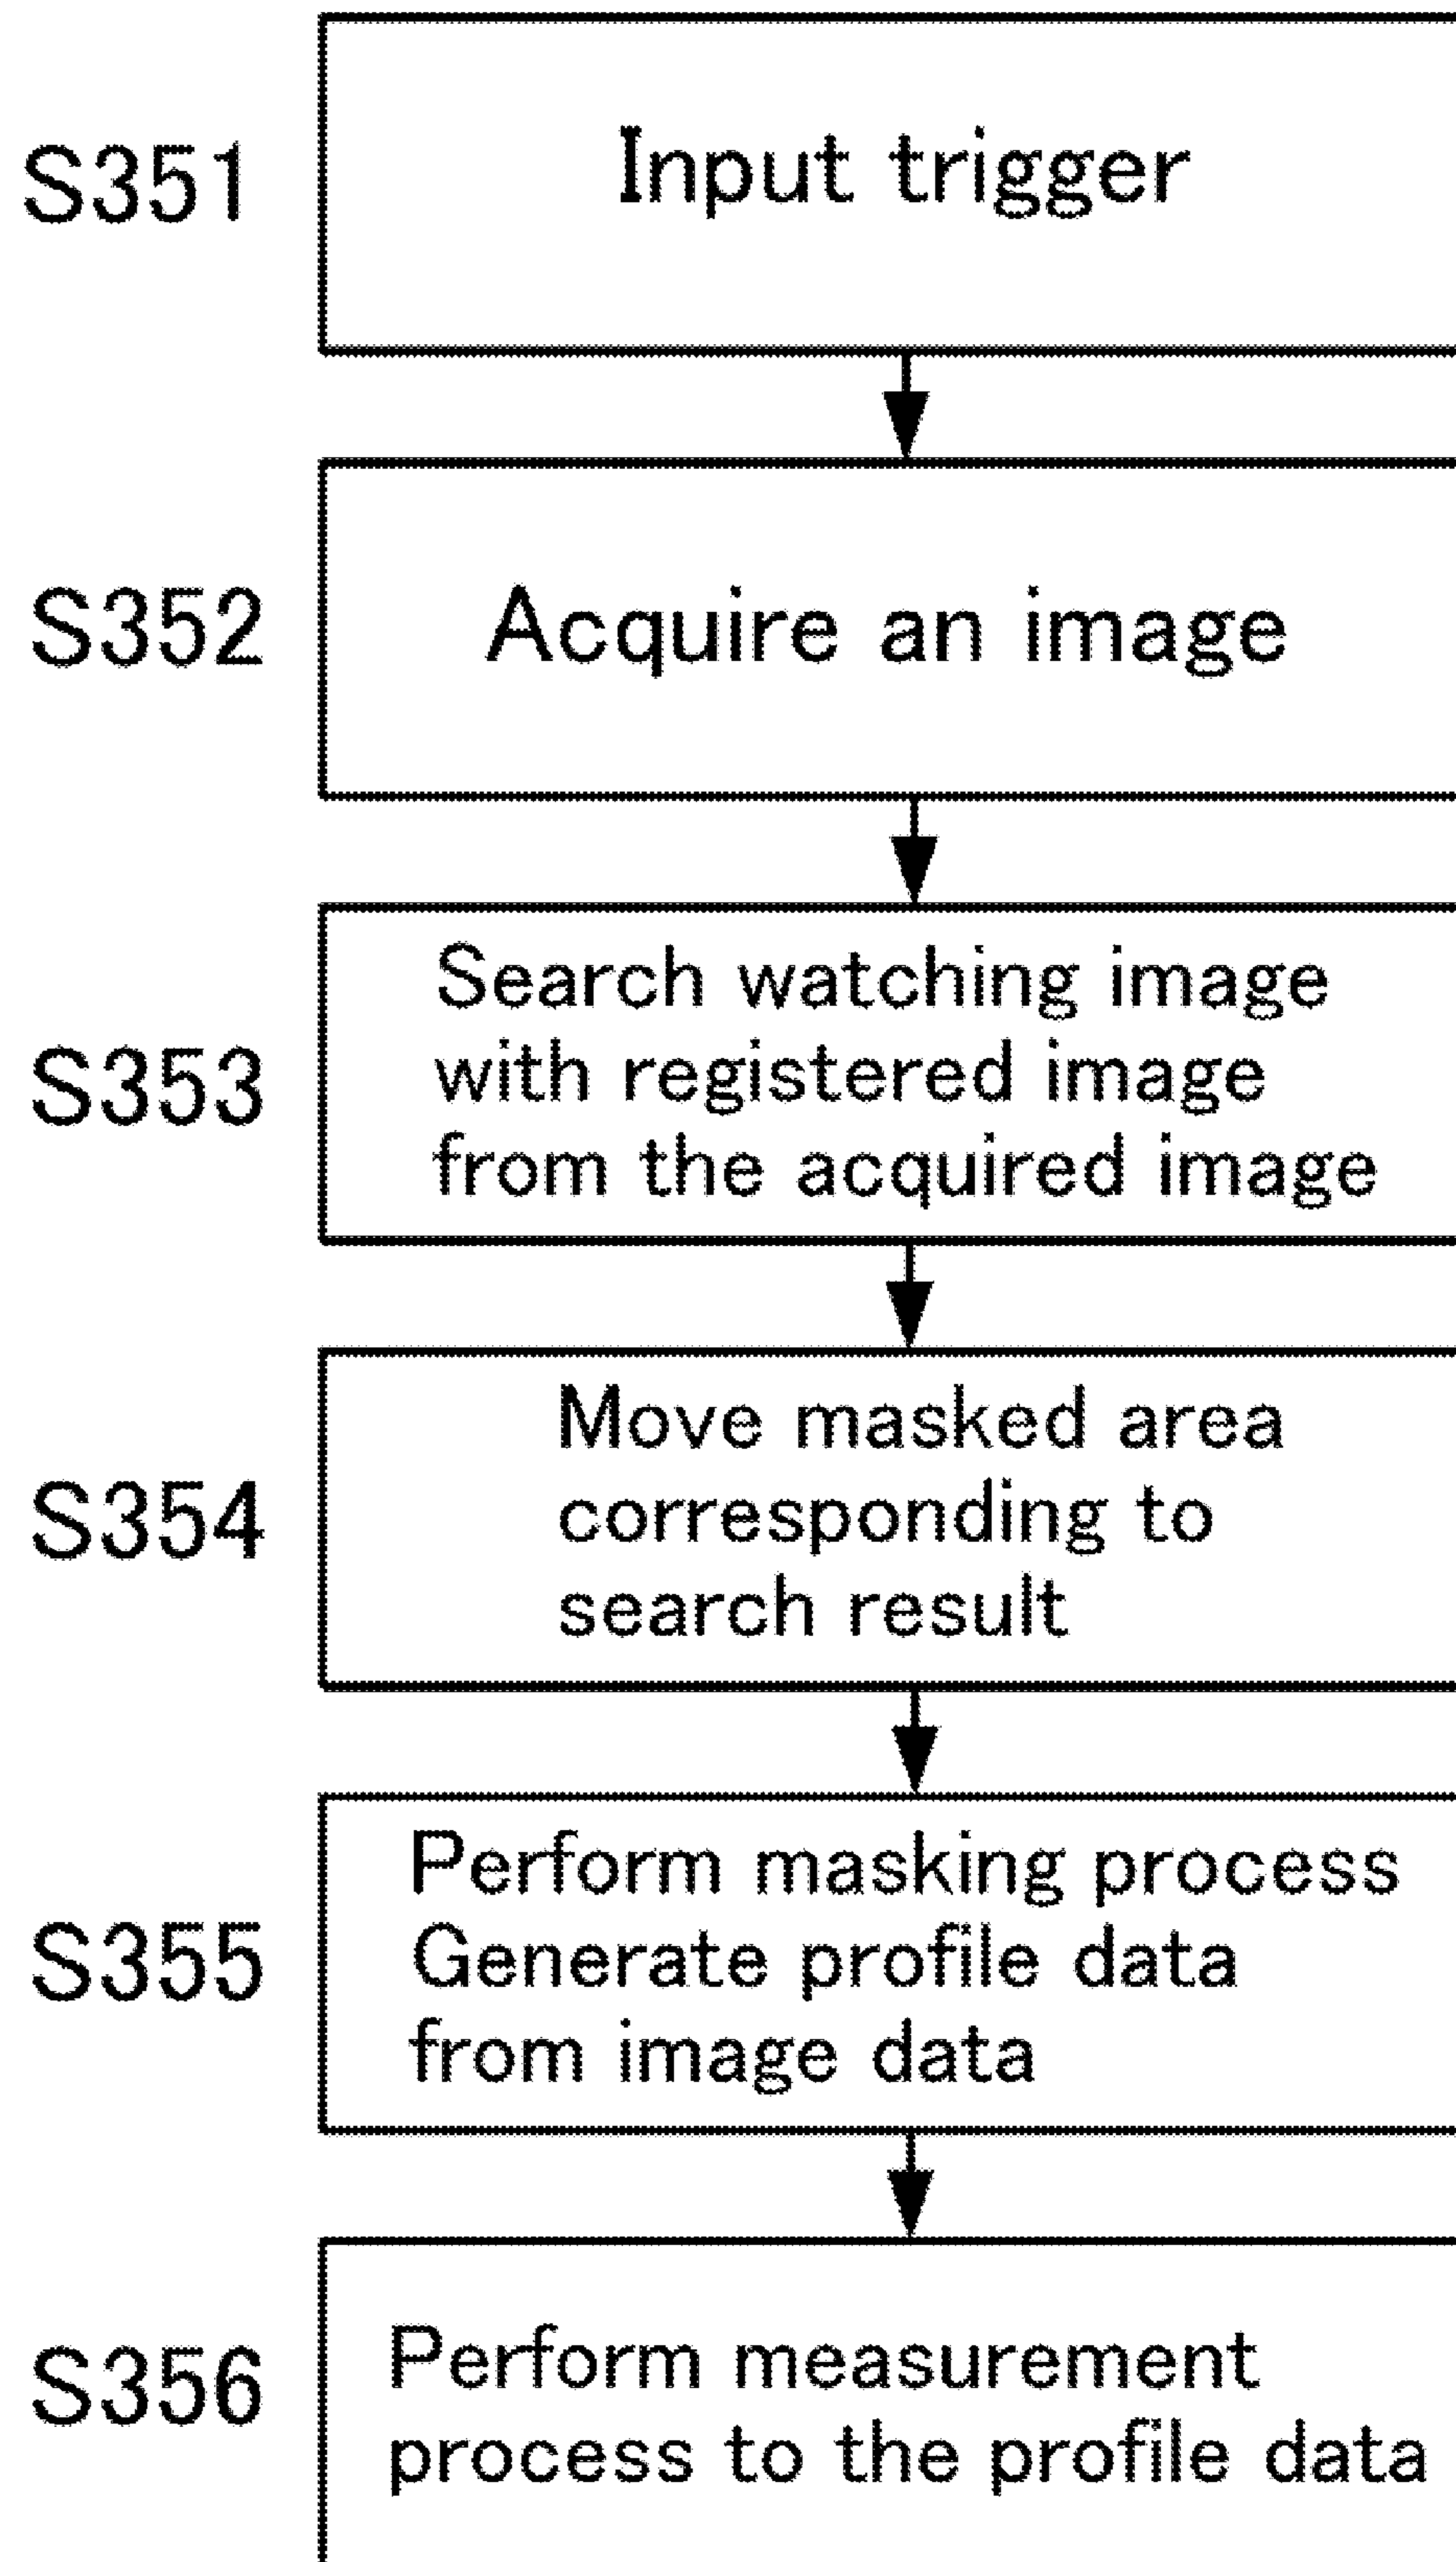 S351
Input trigger
S352
Acquire an image
S353
Search watching image
with registered image
from the acquired image
S354
Move masked area
corresponding to
search result
S355
Perform masking process
Generate profile data
from image data
S356
Perform measurement
process to the profile data